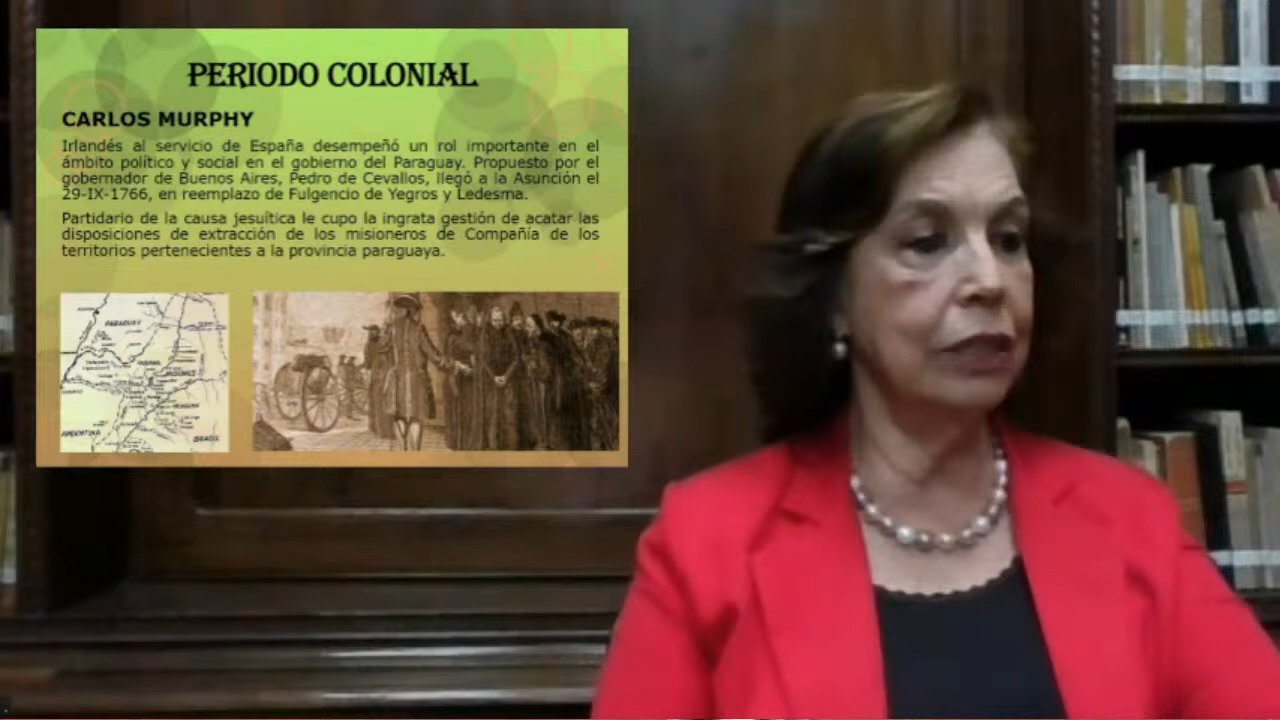 PERIODO COLONIAL
CARLOS MURPHY
Irlandés al servicio de España desempeñó un rol importante en el
ámbito político y social en el gobierno del Paraguay. Propuesto por el
gobernador de Buenos Aires, Pedro de Cevallos, llegó a la Asunción el
29-IX-1766, en reemplazo de Fulgencio de Yegros y Ledesma.
Partidario de la causa jesuítica le cupo la ingrata gestión de acatar las
disposiciones de extracción de los misioneros de Compañía de los
territorios pertenecientes a la provincia paraguaya.
PARAGUAY
ARGENTINA
BRASIL